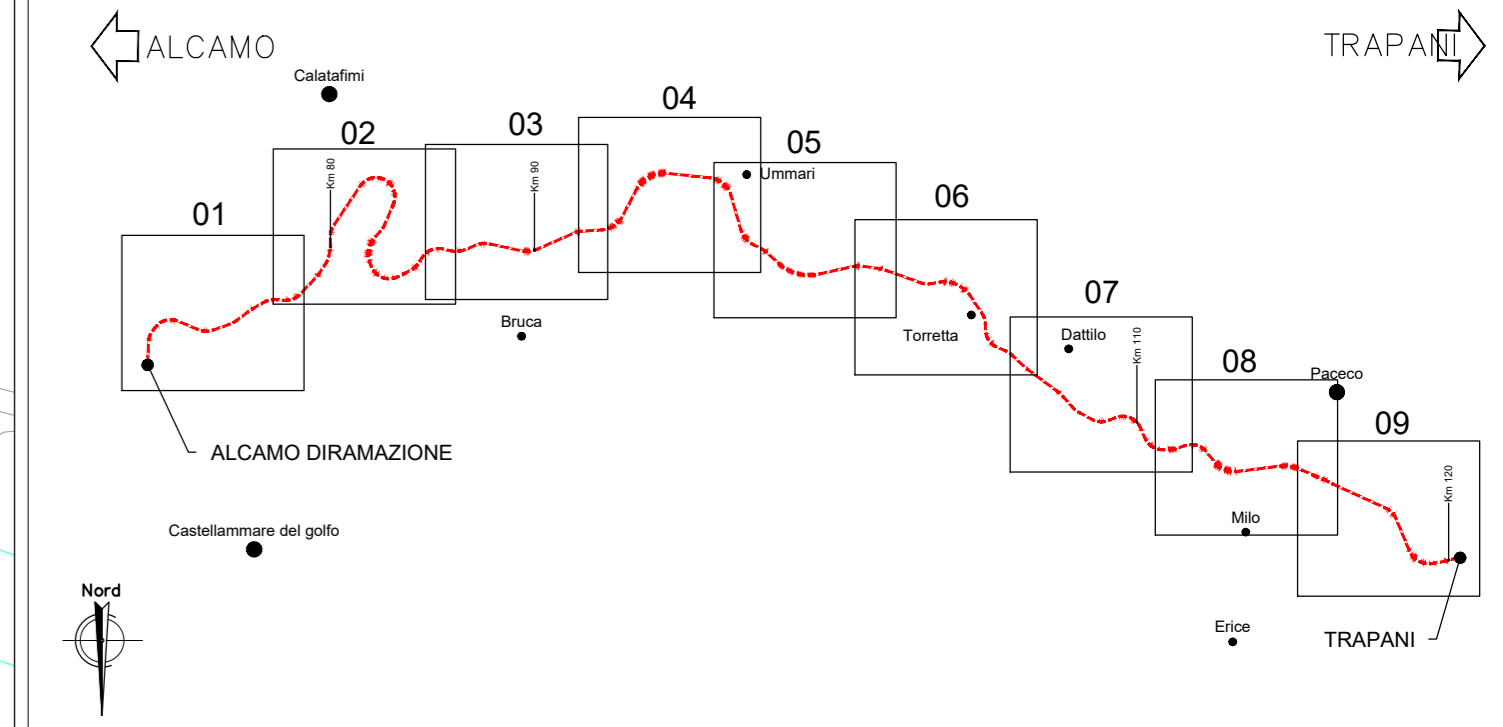 ALCAMO
TRAPANI
Calatafimi
04
03
02
05
Km 80
Km 90
Ummari
01
06
07
Bruca
Torretta
Dattilo
Km 110
08
Paceco
09
ALCAMO DIRAMAZIONE
Km 120
Castellammare del golfo
Milo
Nord
Erice
TRAPANI